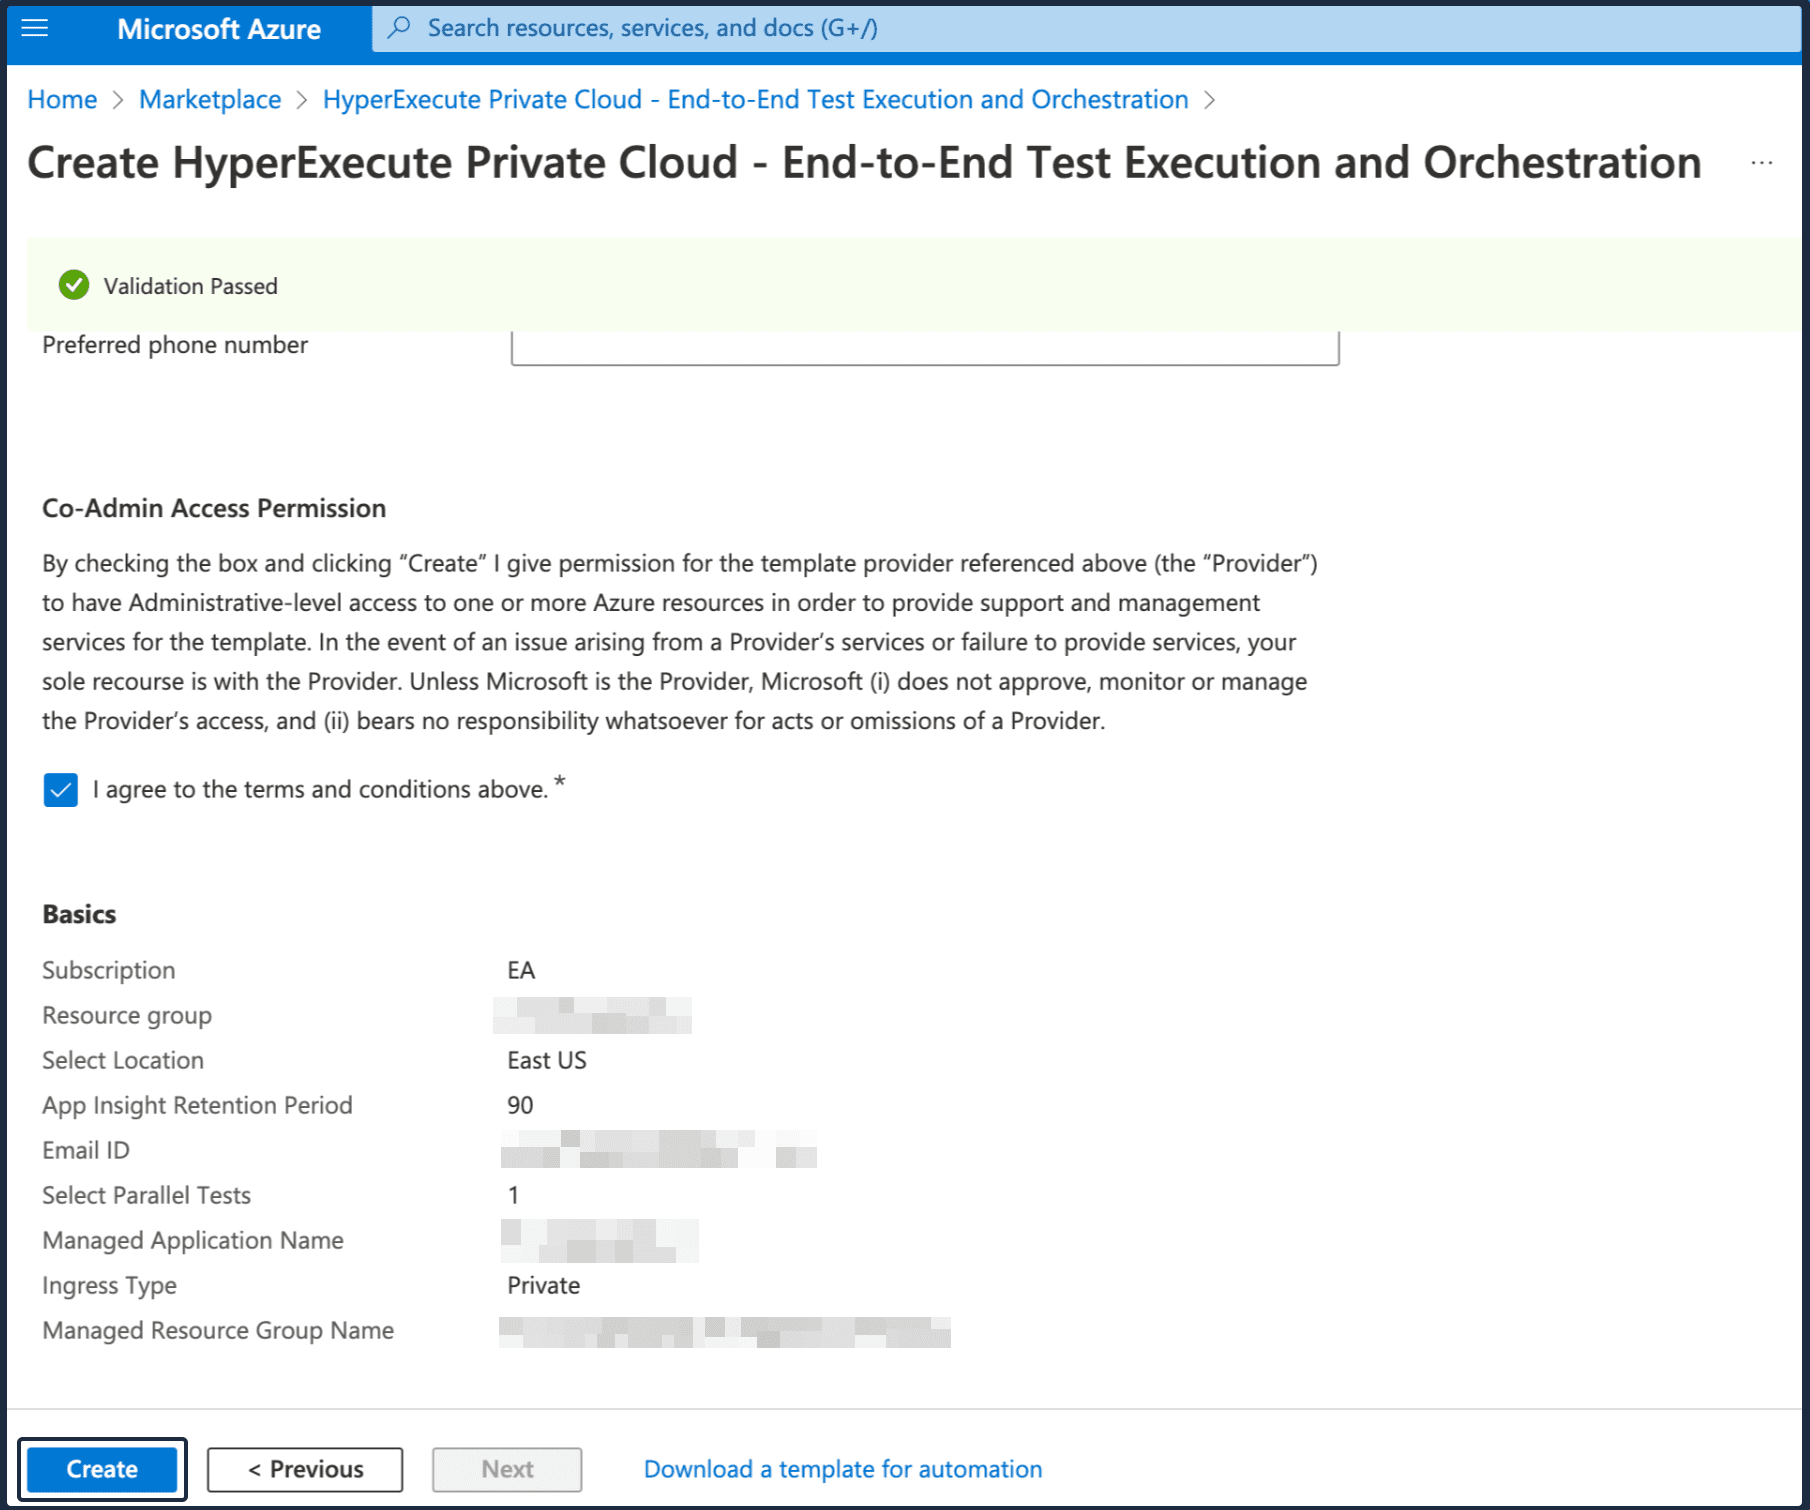 Microsoft Azure
Search resources, services, and docs (G+/)
Home > Marketplace > HyperExecute Private Cloud - End-to-End Test Execution and Orchestration >
Create HyperExecute Private Cloud - End-to-End Test Execution and Orchestration ...
Validation Passed
Preferred phone number
Co-Admin Access Permission
By checking the box and clicking “Create” I give permission for the template provider referenced above (the “Provider”)
to have Administrative-level access to one or more Azure resources in order to provide support and management
services for the template. In the event of an issue arising from a Provider’s services or failure to provide services, your
sole recourse is with the Provider. Unless Microsoft is the Provider, Microsoft (i) does not approve, monitor or manage
the Provider’s access, and (ii) bears no responsibility whatsoever for acts or omissions of a Provider.
I agree to the terms and conditions above. *
Basics
Subscription EA
Resource group
Select Location East US
App Insight Retention Period 90
Email ID
Select Parallel Tests 1
Managed Application Name
Ingress Type Private
Managed Resource Group Name
Create < Previous Next Download a template for automation